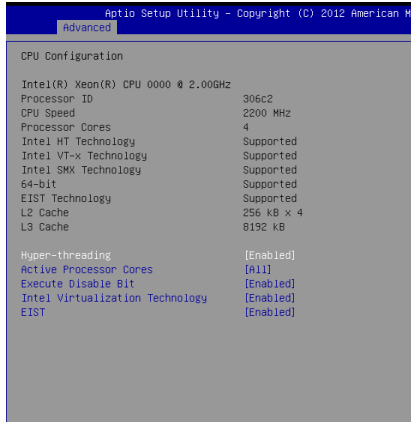 Aptio Setup Utility – Copyright (C) 2012 American M
Advanced
CPU Configuration
Intel(R) Xeon(R) CPU 0000 @ 2.00GHz
Processor ID 306c2
CPU Speed 2200 MHz
Processor Cores 4
Intel HT Technology Supported
Intel VT-x Technology Supported
Intel SMX Technology Supported
64-bit Supported
EIST Technology Supported
L2 Cache 256 kB x 4
L3 Cache 8192 kB
Hyper-threading [Enabled]
Active Processor Cores [All]
Execute Disable Bit [Enabled]
Intel Virtualization Technology [Enabled]
EIST [Enabled]